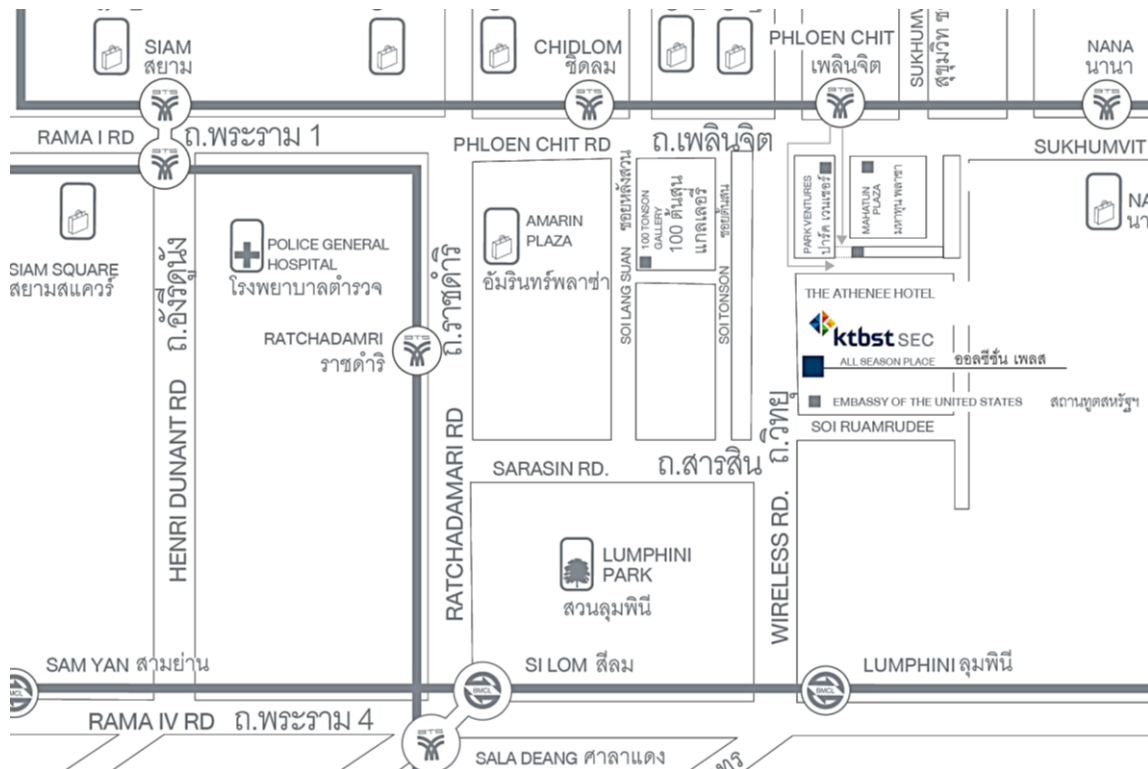 SIAM
สยาม
CHIDLOM
ชิดลม
PHLOEN CHIT
เพลินจิต
NANA
นานา
BTS
BTS
BTS
BTS
RAMA I RD
ถ.พระราม 1
BTS
PHLOEN CHIT RD
ถ.เพลินจิต
SUKHUMVIT
SIAM SQUARE
สยามสแควร์
POLICE GENERAL
HOSPITAL
โรงพยาบาลตำรวจ
AMARIN
PLAZA
อัมรินทร์พลาซ่า
SOI LANG SUAN ซอยหลังสวน
100 TONSON
GALLERY
100 ต้นสน
แกลเลอรี่
SOI TONSON ซอยต้นสน
PARK VENTURES
ปาร์ค เวนเชอร์
MAHATUN
PLAZA
มหาทุน พลาซา
THE ATHENEE HOTEL
ktbst SEC
ALL SEASON PLACE ออลซีซั่น เพลส
EMBASSY OF THE UNITED STATES สถานทูตสหรัฐฯ
SOI RUAMRUDEE
BTS
RATCHADAMRI
ราชดำริ
HENRI DUNANT RD ถ.อังรีดูนัง
RATCHADAMARI RD ถ.ราชดำริ
SARASIN RD. ถ.สารสิน
WIRELESS RD. ถ.วิทยุ
LUMPHINI
PARK
สวนลุมพินี
SAM YAN สามย่าน
SI LOM สีลม
LUMPHINI ลุมพินี
BMCL
BMCL
BMCL
RAMA IV RD ถ.พระราม 4
BTS
SALA DEANG ศาลาแดง